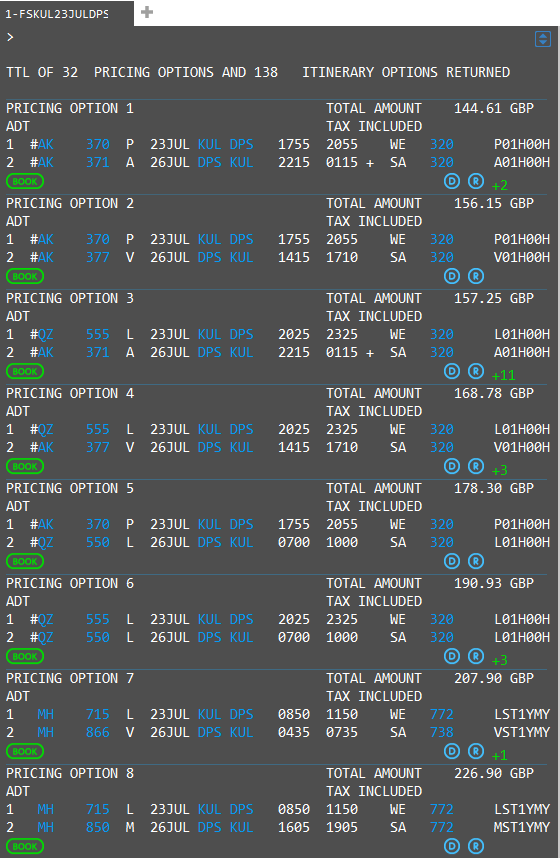 1-FSKUL23JULDPS +
>
TTL OF 32 PRICING OPTIONS AND 138 ITINERARY OPTIONS RETURNED
PRICING OPTION 1 TOTAL AMOUNT 144.61 GBP
ADT TAX INCLUDED
1 #AK 370 P 23JUL KUL DPS 1755 2055 WE 320 P01H00H
2 #AK 371 A 26JUL DPS KUL 2215 0115 + SA 320 A01H00H
BOOK D R +2
PRICING OPTION 2 TOTAL AMOUNT 156.15 GBP
ADT TAX INCLUDED
1 #AK 370 P 23JUL KUL DPS 1755 2055 WE 320 P01H00H
2 #AK 377 V 26JUL DPS KUL 1415 1710 SA 320 V01H00H
BOOK D R
PRICING OPTION 3 TOTAL AMOUNT 157.25 GBP
ADT TAX INCLUDED
1 #QZ 555 L 23JUL KUL DPS 2025 2325 WE 320 L01H00H
2 #AK 371 A 26JUL DPS KUL 2215 0115 + SA 320 A01H00H
BOOK D R +11
PRICING OPTION 4 TOTAL AMOUNT 168.78 GBP
ADT TAX INCLUDED
1 #QZ 555 L 23JUL KUL DPS 2025 2325 WE 320 L01H00H
2 #AK 377 V 26JUL DPS KUL 1415 1710 SA 320 V01H00H
BOOK D R +3
PRICING OPTION 5 TOTAL AMOUNT 178.30 GBP
ADT TAX INCLUDED
1 #AK 370 P 23JUL KUL DPS 1755 2055 WE 320 P01H00H
2 #QZ 550 L 26JUL DPS KUL 0700 1000 SA 320 L01H00H
BOOK D R
PRICING OPTION 6 TOTAL AMOUNT 190.93 GBP
ADT TAX INCLUDED
1 #QZ 555 L 23JUL KUL DPS 2025 2325 WE 320 L01H00H
2 #QZ 550 L 26JUL DPS KUL 0700 1000 SA 320 L01H00H
BOOK D R +3
PRICING OPTION 7 TOTAL AMOUNT 207.90 GBP
ADT TAX INCLUDED
1 MH 715 L 23JUL KUL DPS 0850 1150 WE 772 LST1YMY
2 MH 866 V 26JUL DPS KUL 0435 0735 SA 738 VST1YMY
BOOK D R +1
PRICING OPTION 8 TOTAL AMOUNT 226.90 GBP
ADT TAX INCLUDED
1 MH 715 L 23JUL KUL DPS 0850 1150 WE 772 LST1YMY
2 MH 850 M 26JUL DPS KUL 1605 1905 SA 772 MST1YMY
BOOK D R